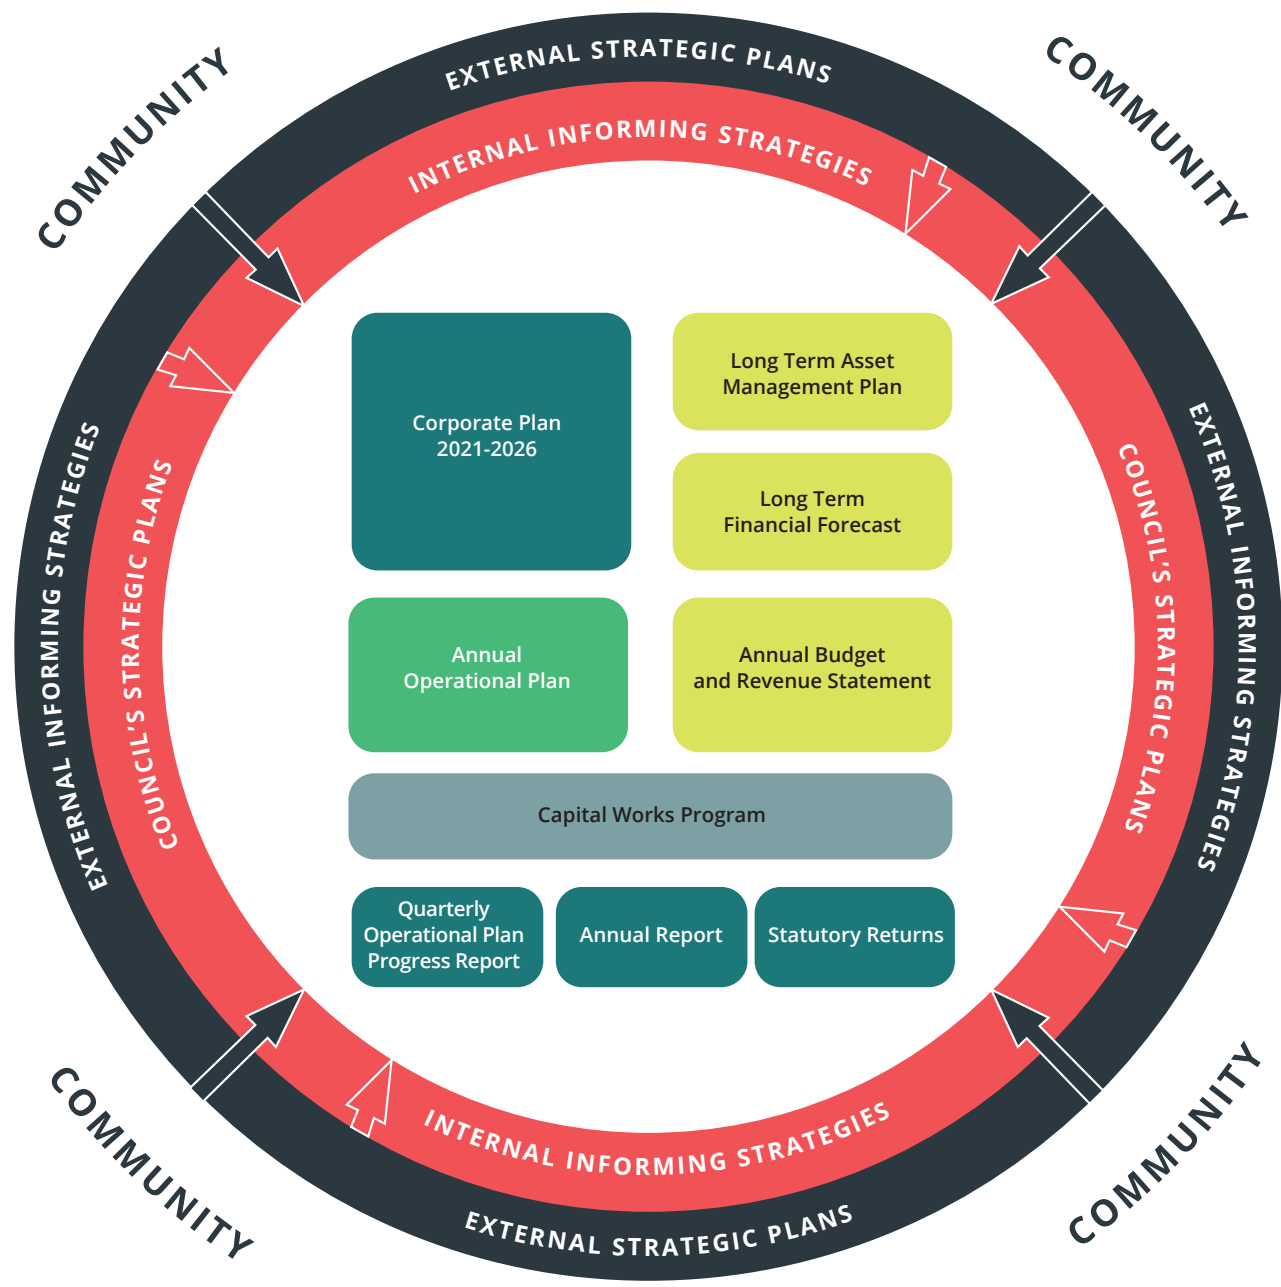 COMMUNITY
COMMUNITY
EXTERNAL STRATEGIC PLANS
INTERNAL INFORMING STRATEGIES
EXTERNAL INFORMING STRATEGIES
COUNCIL'S STRATEGIC PLANS
Corporate Plan
2021-2026
Long Term Asset
Management Plan
Long Term
Financial Forecast
Annual
Operational Plan
Annual Budget
and Revenue Statement
Capital Works Program
Quarterly
Operational Plan
Progress Report
Annual Report
Statutory Returns
COUNCIL'S STRATEGIC PLANS
EXTERNAL INFORMING STRATEGIES
INTERNAL INFORMING STRATEGIES
EXTERNAL STRATEGIC PLANS
COMMUNITY
COMMUNITY